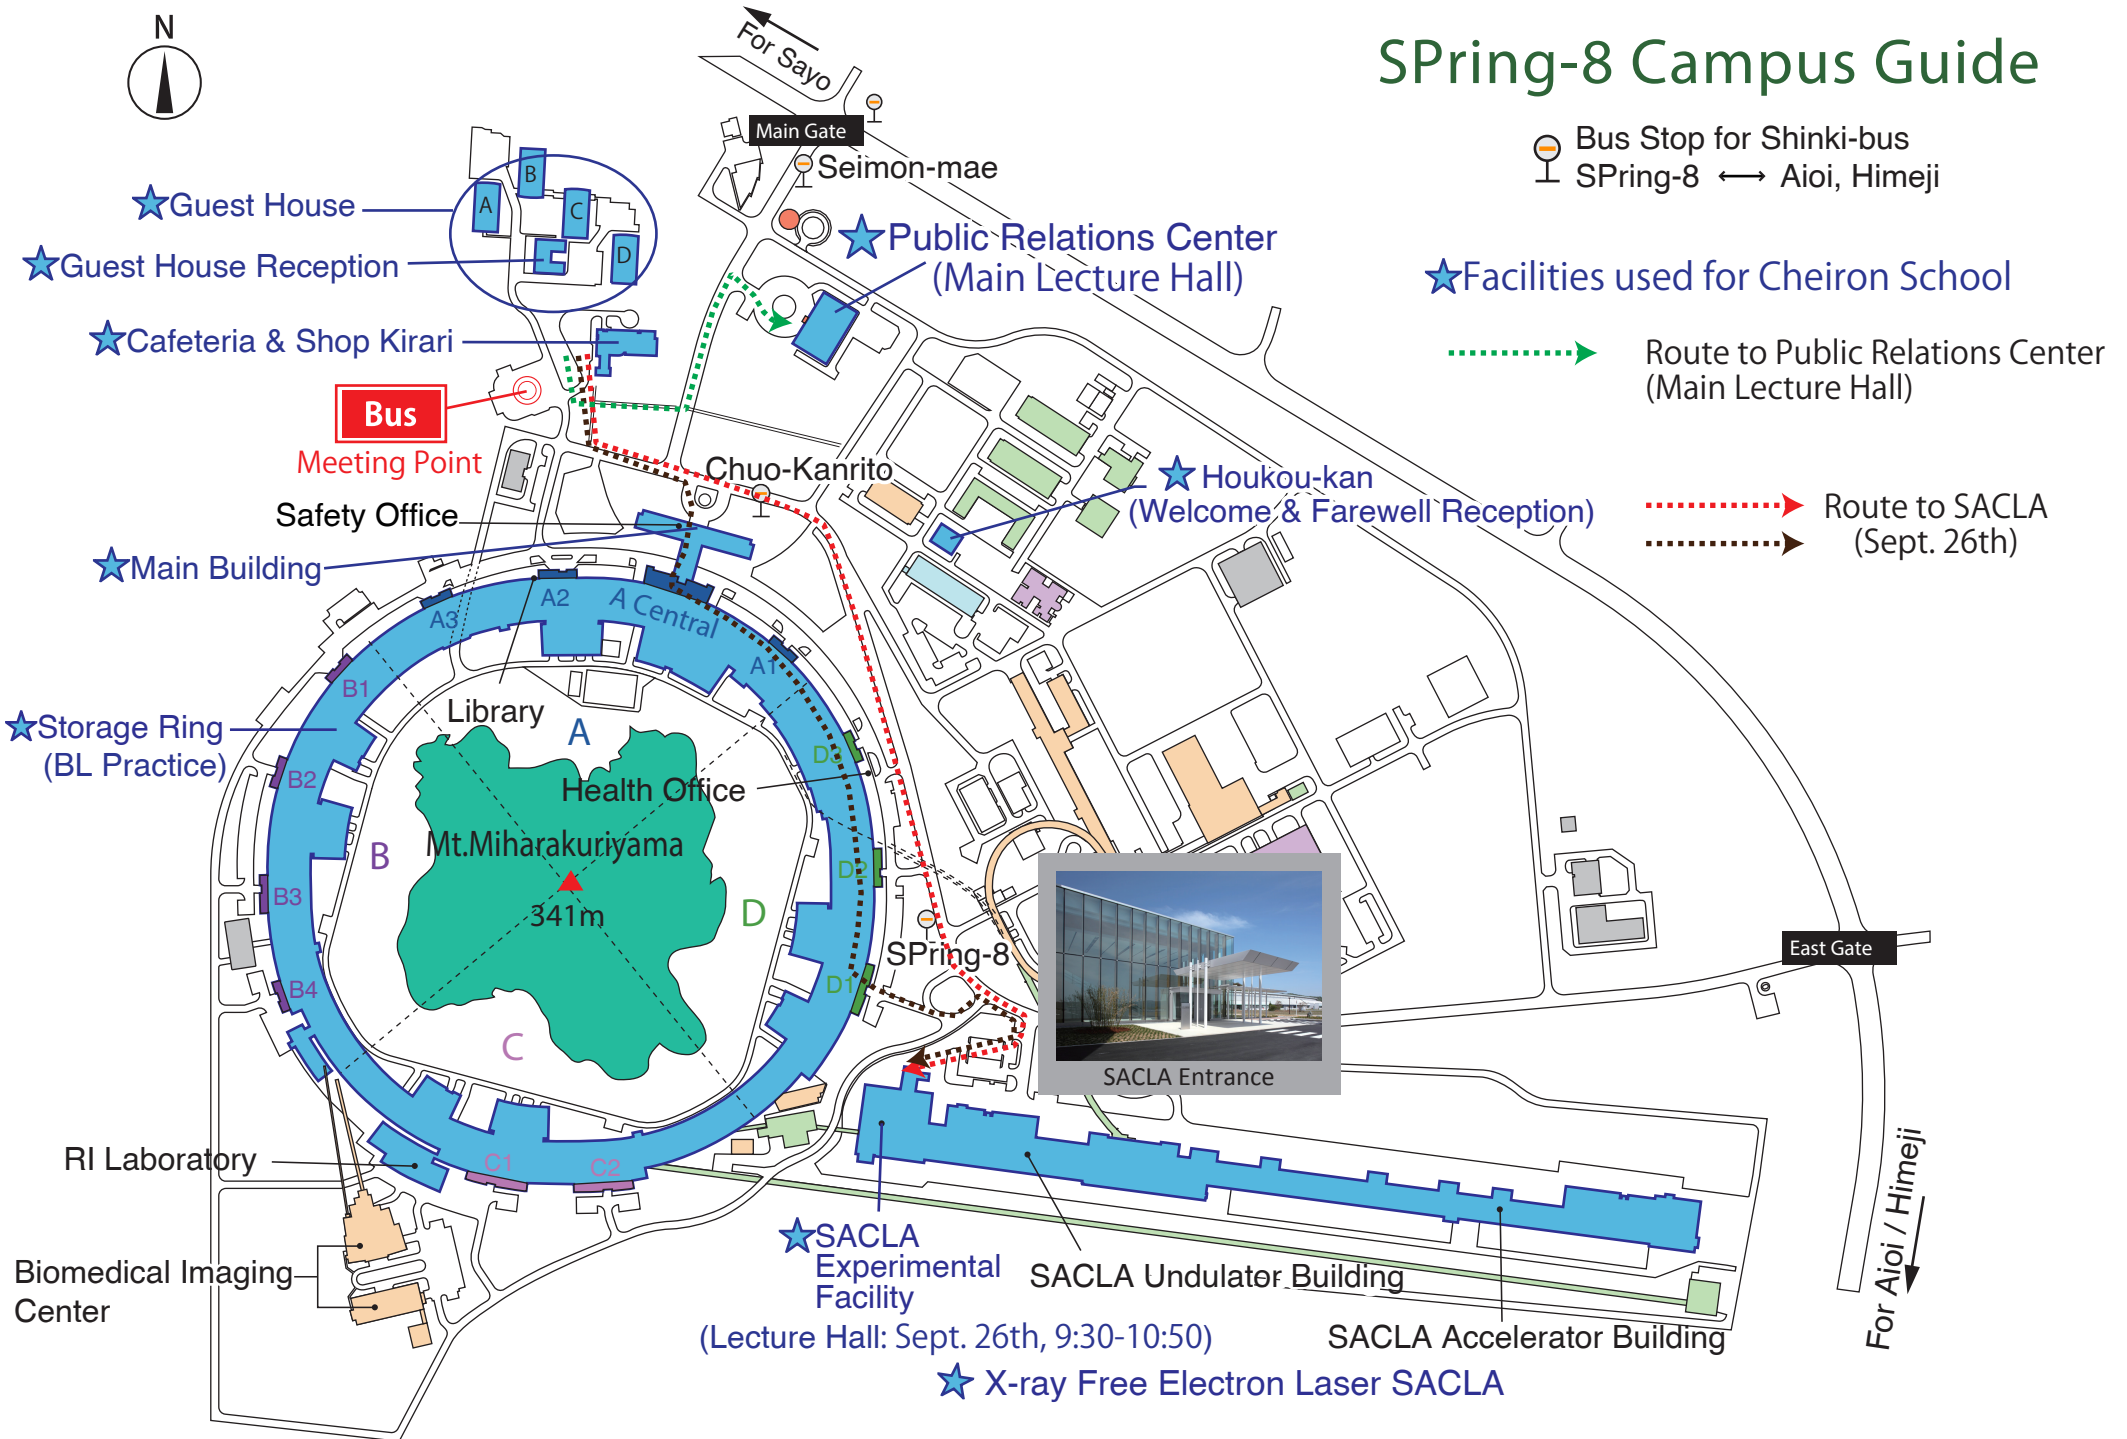 N
For Sayo
SPring-8 Campus Guide
Main Gate
Seimon-mae
Bus Stop for Shinki-bus
SPring-8 ⟷ Aioi, Himeji
Guest House
A
B
C
D
Guest House Reception
Public Relations Center
(Main Lecture Hall)
Facilities used for Cheiron School
Cafeteria & Shop Kirari
Route to Public Relations Center
(Main Lecture Hall)
Bus
Meeting Point
Chuo-Kanrito
Houkou-kan
(Welcome & Farewell Reception)
Route to SACLA
(Sept. 26th)
Safety Office
Main Building
A3
A2
A Central
A1
B1
Library
A
Storage Ring
(BL Practice)
D3
B2
Health Office
Mt.Miharakuriyama
B
D2
B3
341m
D
SPring-8
East Gate
B4
D1
C
SACLA Entrance
RI Laboratory
C1
C2
Biomedical Imaging
Center
SACLA
Experimental
Facility
(Lecture Hall: Sept. 26th, 9:30-10:50)
SACLA Undulator Building
SACLA Accelerator Building
X-ray Free Electron Laser SACLA
For Aioi / Himeji